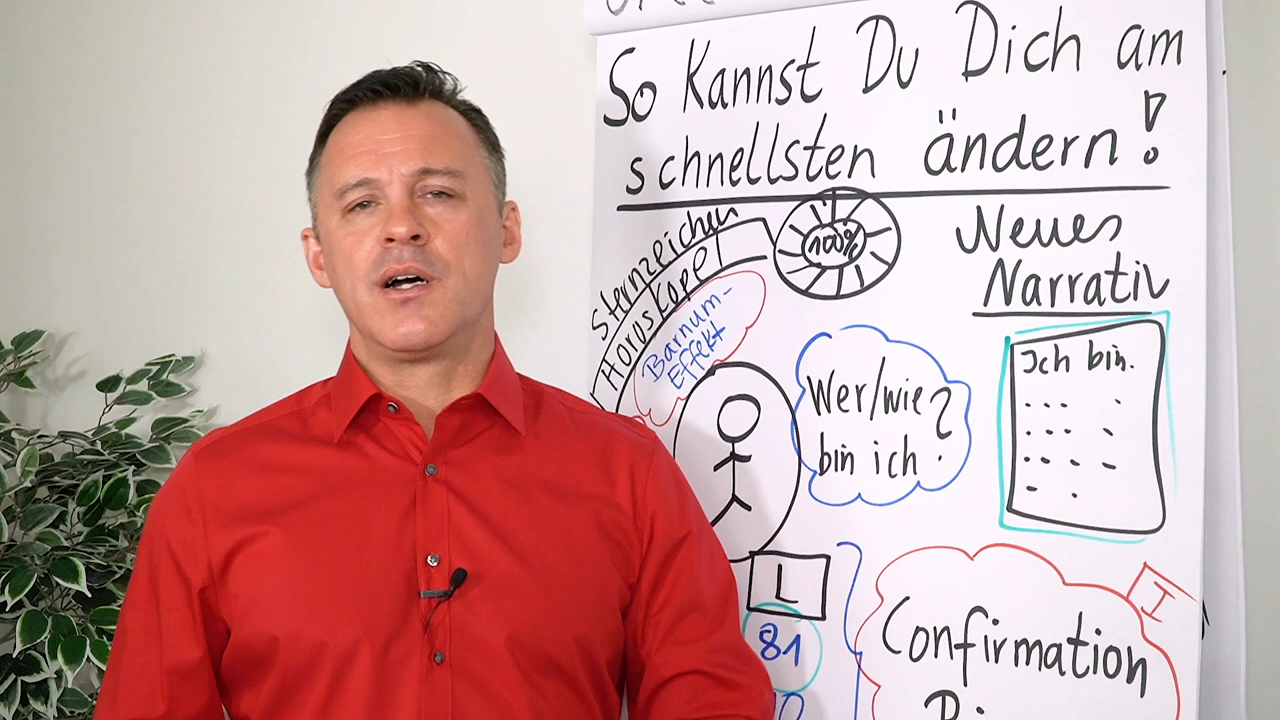 So Kannst Du Dich am
schnellsten ändern!
Sternzeichen
Horuskope
Barnum-
Effekt
100%
Neues
Narrativ
Wer/wie
bin ich?
Ich bin.
L
81
I
Confirmation